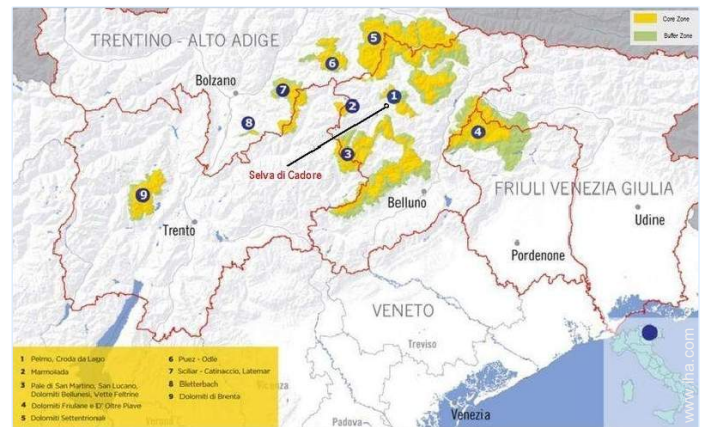 Core Zone
Buffer Zone
TRENTINO - ALTO ADIGE
5
6
Bolzano
7
1
2
8
4
3
Selva di Cadore
9
Belluno
FRIULI VENEZIA GIULIA
Trento
Udine
Pordenone
VENETO
Treviso
1 Pelmo, Croda da Lago
2 Marmolada
3 Pale di San Martino, San Lucano,
Dolomiti Bellunesi, Vette Feltrine
4 Dolomiti Friulane e D' Oltre Piave
5 Dolomiti Settentrionali
6 Puez - Odle
7 Sciliar - Catinaccio, Latemar
8 Bletterbach
9 Dolomiti di Brenta
Padova
Venezia
www.lha.com